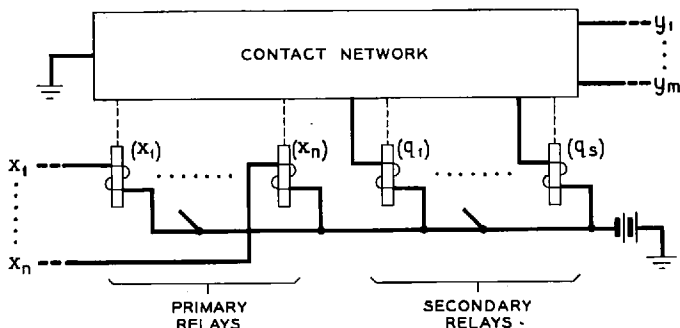 CONTACT NETWORK
y1
ym
x1
(x1)
(xn)
(q1)
(qs)
xn
PRIMARY
RELAYS
SECONDARY
RELAYS